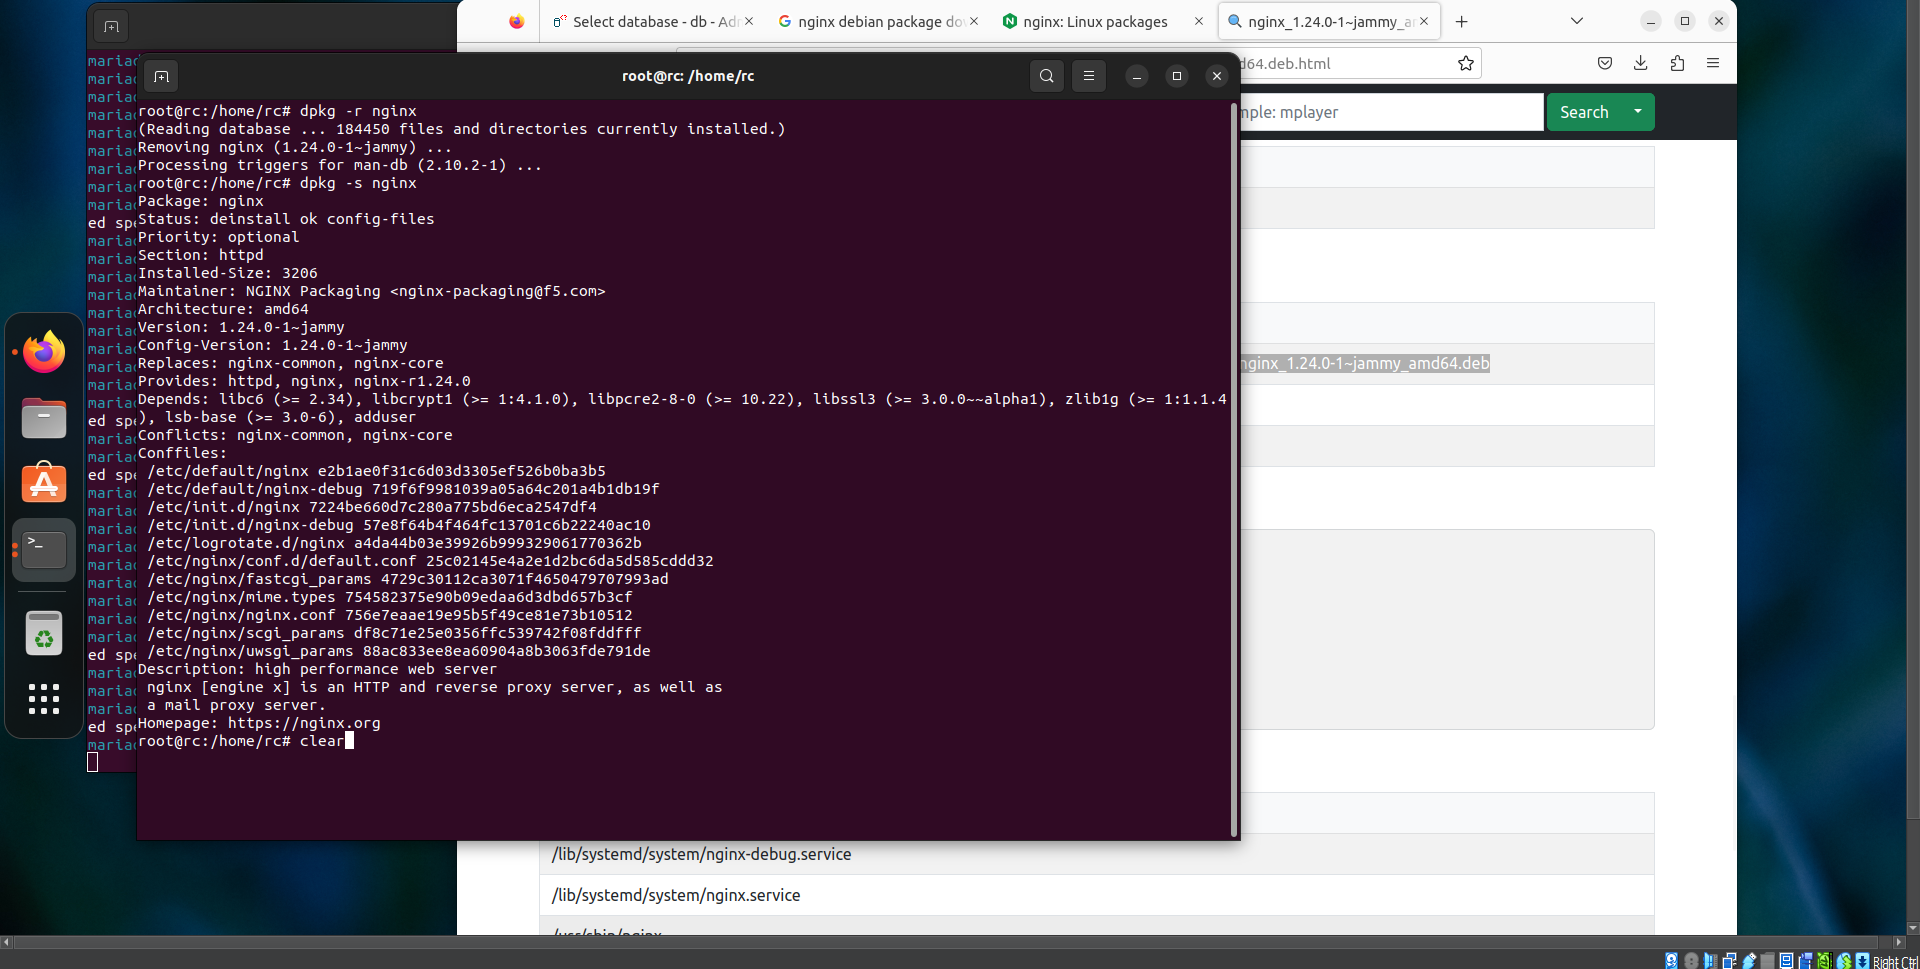 Select database - db - Adr
nginx debian package do
nginx: Linux packages
nginx_1.24.0-1~jammy_a
root@rc: /home/rc
d64.deb.html
mple: mplayer
Search
root@rc:/home/rc# dpkg -r nginx
(Reading database ... 184450 files and directories currently installed.)
Removing nginx (1.24.0-1~jammy) ...
Processing triggers for man-db (2.10.2-1) ...
root@rc:/home/rc# dpkg -s nginx
Package: nginx
Status: deinstall ok config-files
Priority: optional
Section: httpd
Installed-Size: 3206
Maintainer: NGINX Packaging <nginx-packaging@f5.com>
Architecture: amd64
Version: 1.24.0-1~jammy
Config-Version: 1.24.0-1~jammy
Replaces: nginx-common, nginx-core
Provides: httpd, nginx, nginx-r1.24.0
Depends: libc6 (>= 2.34), libcrypt1 (>= 1:4.1.0), libpcre2-8-0 (>= 10.22), libssl3 (>= 3.0.0~~alpha1), zlib1g (>= 1:1.1.4
), lsb-base (>= 3.0-6), adduser
Conflicts: nginx-common, nginx-core
Conffiles:
/etc/default/nginx e2b1ae0f31c6d03d3305ef526b0ba3b5
/etc/default/nginx-debug 719f6f9981039a05a64c201a4b1db19f
/etc/init.d/nginx 7224be660d7c280a775bd6eca2547df4
/etc/init.d/nginx-debug 57e8f64b4f464fc13701c6b22240ac10
/etc/logrotate.d/nginx a4da44b03e39926b999329061770362b
/etc/nginx/conf.d/default.conf 25c02145e4a2e1d2bc6da5d585cddd32
/etc/nginx/fastcgi_params 4729c30112ca3071f4650479707993ad
/etc/nginx/mime.types 754582375e90b09edaa6d3dbd657b3cf
/etc/nginx/nginx.conf 756e7eaae19e95b5f49ce81e73b10512
/etc/nginx/scgi_params df8c71e25e0356ffc539742f08fddfff
/etc/nginx/uwsgi_params 88ac833ee8ea60904a8b3063fde791de
Description: high performance web server
nginx [engine x] is an HTTP and reverse proxy server, as well as
a mail proxy server.
Homepage: https://nginx.org
root@rc:/home/rc# clear
nginx_1.24.0-1~jammy_amd64.deb
/lib/systemd/system/nginx-debug.service
/lib/systemd/system/nginx.service
/usr/sbin/nginx
Right Ctrl